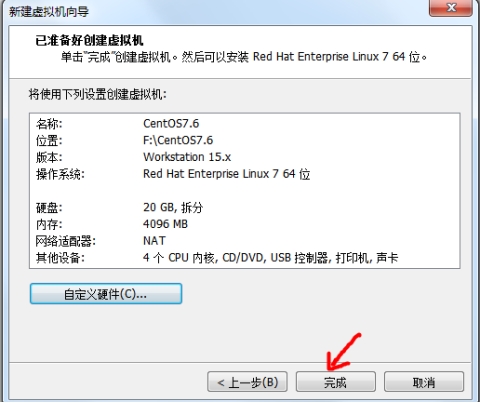 新建虚拟机向导
已准备好创建虚拟机
单击"完成"创建虚拟机。然后可以安装 Red Hat Enterprise Linux 7 64 位。
将使用下列设置创建虚拟机:
名称: CentOS7.6
位置: F:\CentOS7.6
版本: Workstation 15.x
操作系统: Red Hat Enterprise Linux 7 64 位
硬盘: 20 GB, 拆分
内存: 4096 MB
网络适配器: NAT
其他设备: 4 个 CPU 内核, CD/DVD, USB 控制器, 打印机, 声卡
自定义硬件(C)...
< 上一步(B) 完成 取消